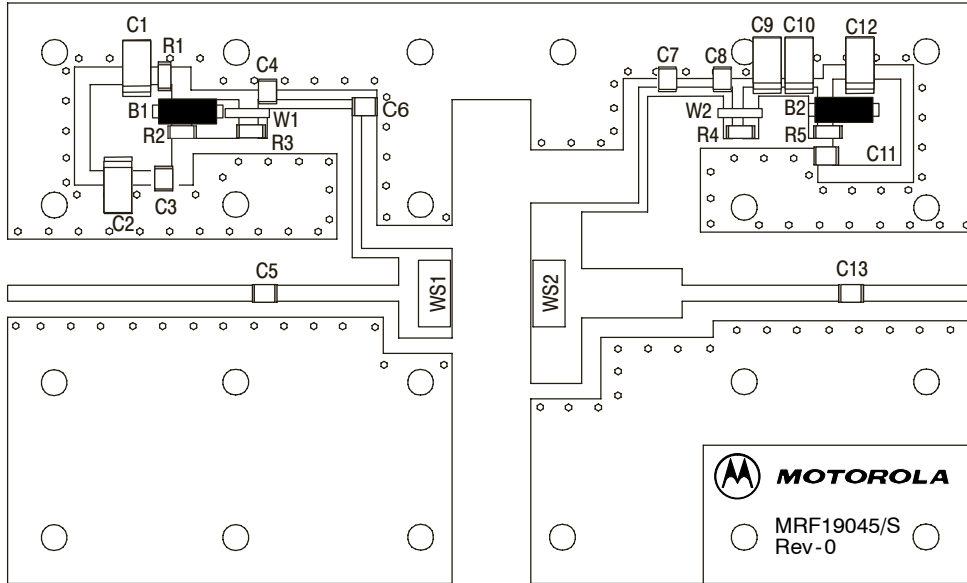 C1
R1
C4
C9
C10
C12
C7
C8
B1
C6
W1
W2
B2
R2
R3
R4
R5
C11
C3
C2
C5
WS1
WS2
C13
MOTOROLA
MRF19045/S
Rev-0